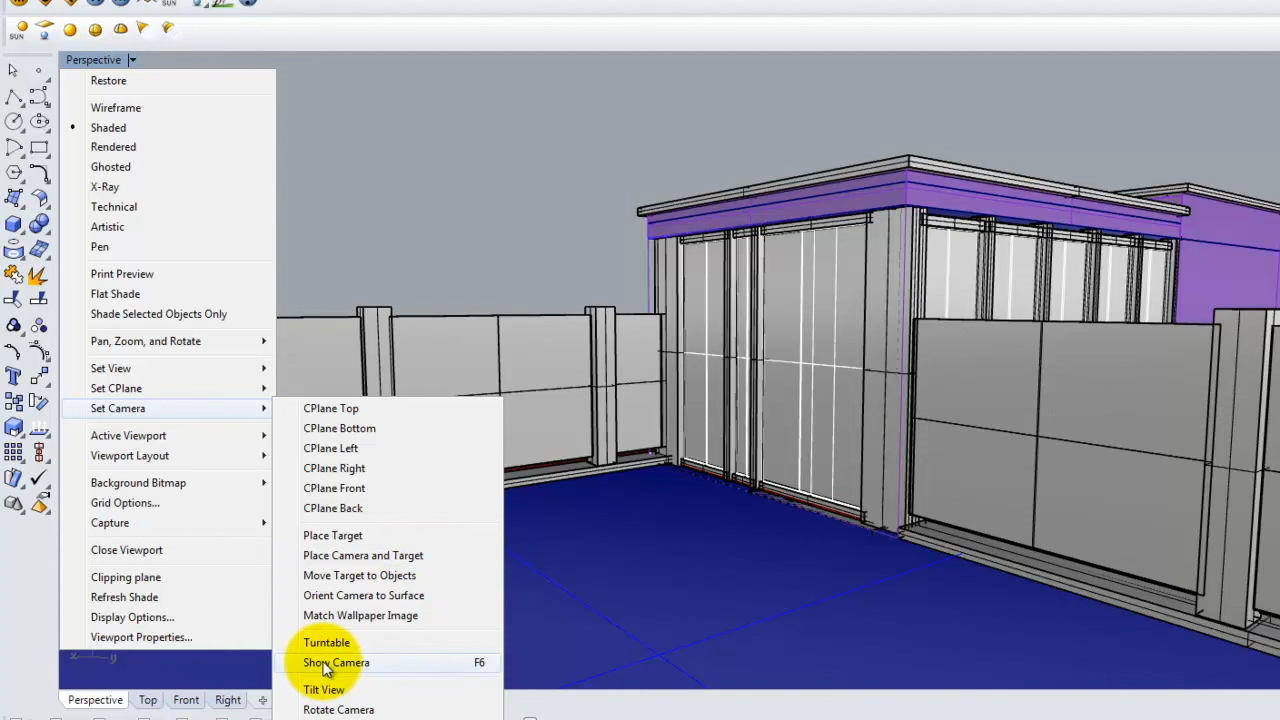 SUN
SUN
Perspective
Restore
Wireframe
Shaded
Rendered
Ghosted
X-Ray
Technical
Artistic
Pen
Print Preview
Flat Shade
Shade Selected Objects Only
Pan, Zoom, and Rotate
Set View
Set CPlane
Set Camera
Active Viewport
Viewport Layout
Background Bitmap
Grid Options...
Capture
Close Viewport
Clipping plane
Refresh Shade
Display Options...
Viewport Properties...
CPlane Top
CPlane Bottom
CPlane Left
CPlane Right
CPlane Front
CPlane Back
Place Target
Place Camera and Target
Move Target to Objects
Orient Camera to Surface
Match Wallpaper Image
Turntable
Show Camera F6
Tilt View
Rotate Camera
x y
Perspective Top Front Right